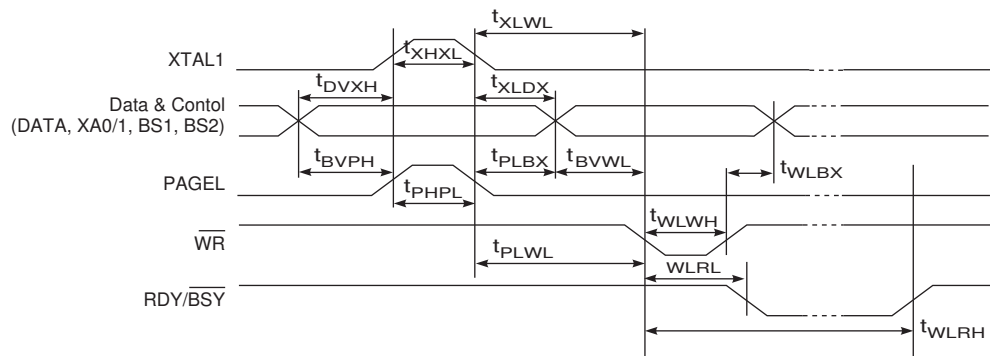 tXLWL
XTAL1
tXHXL
tDVXH
tXLDX
Data & Contol
(DATA, XA0/1, BS1, BS2)
tBVPH
tPLBX
tBVWL
tWLBX
PAGEL
tPHPL
tWLWH
WR
tPLWL
WLRL
RDY/BSY
tWLRH